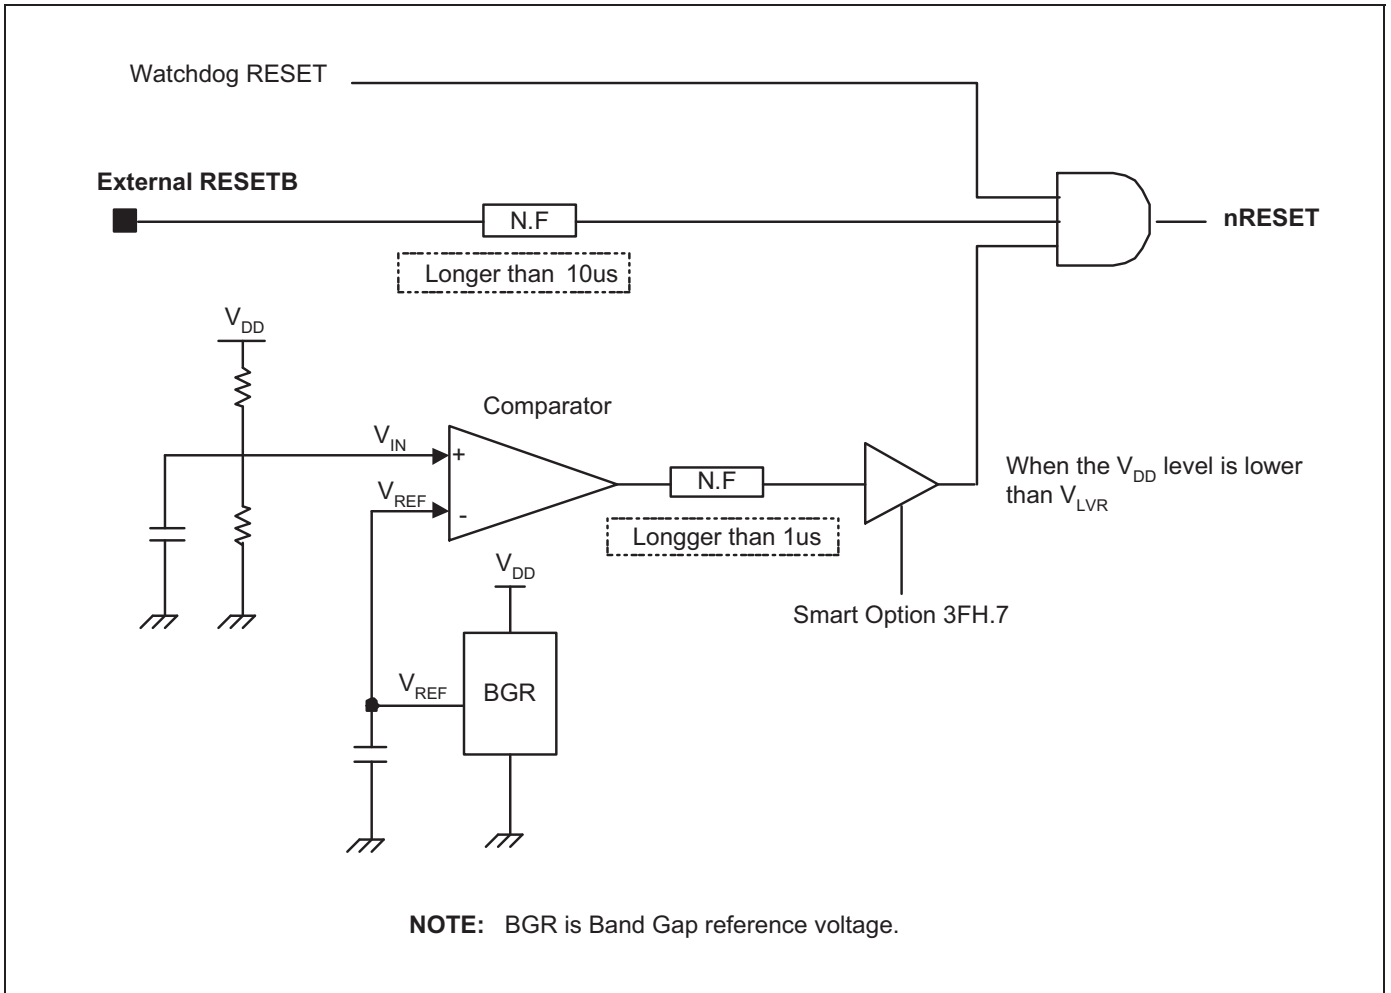 Watchdog RESET
External RESETB
N.F
nRESET
Longer than 10us
VDD
Comparator
VIN
+
N.F
When the VDD level is lower
than VLVR
VREF
-
Longger than 1us
VDD
Smart Option 3FH.7
VREF
BGR
NOTE: BGR is Band Gap reference voltage.